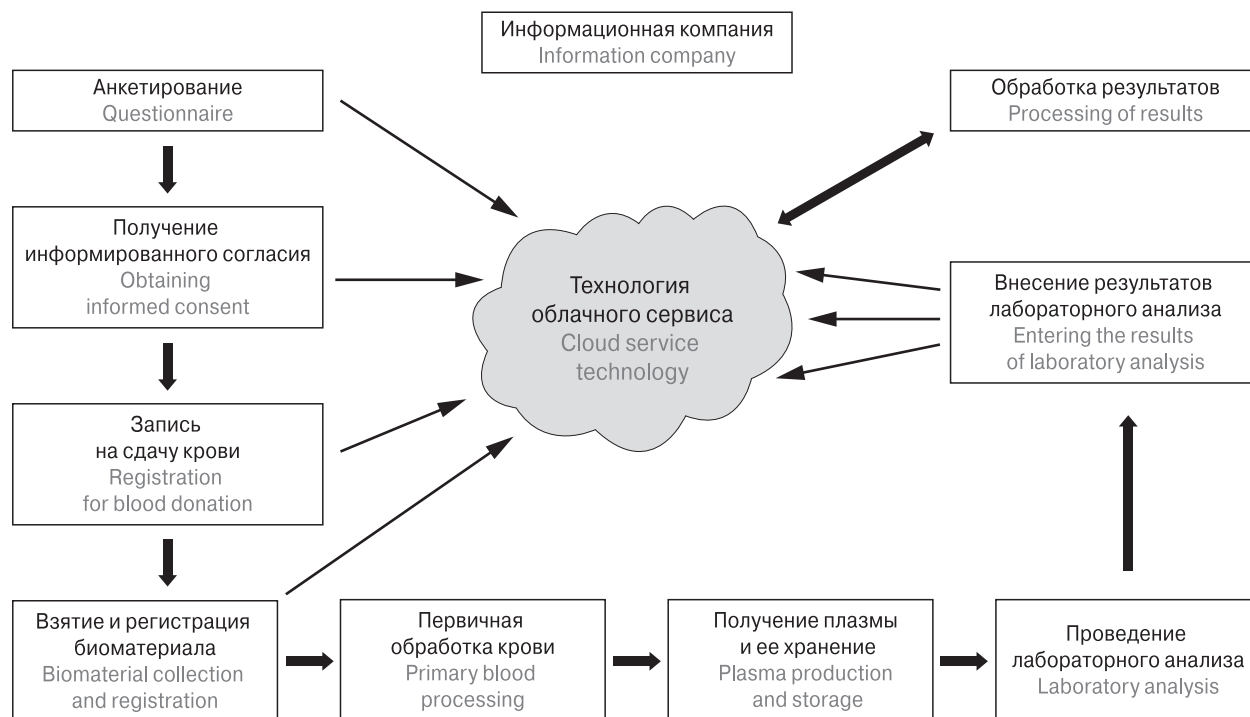 Информационная компания
Information company
Анкетирование
Questionnaire
Обработка результатов
Processing of results
Получение
информированного согласия
Obtaining
informed consent
Технология
облачного сервиса
Cloud service
technology
Внесение результатов
лабораторного анализа
Entering the results
of laboratory analysis
Запись
на сдачу крови
Registration
for blood donation
Взятие и регистрация
биоматериала
Biomaterial collection
and registration
Первичная
обработка крови
Primary blood
processing
Получение плазмы
и ее хранение
Plasma production
and storage
Проведение
лабораторного анализа
Laboratory analysis